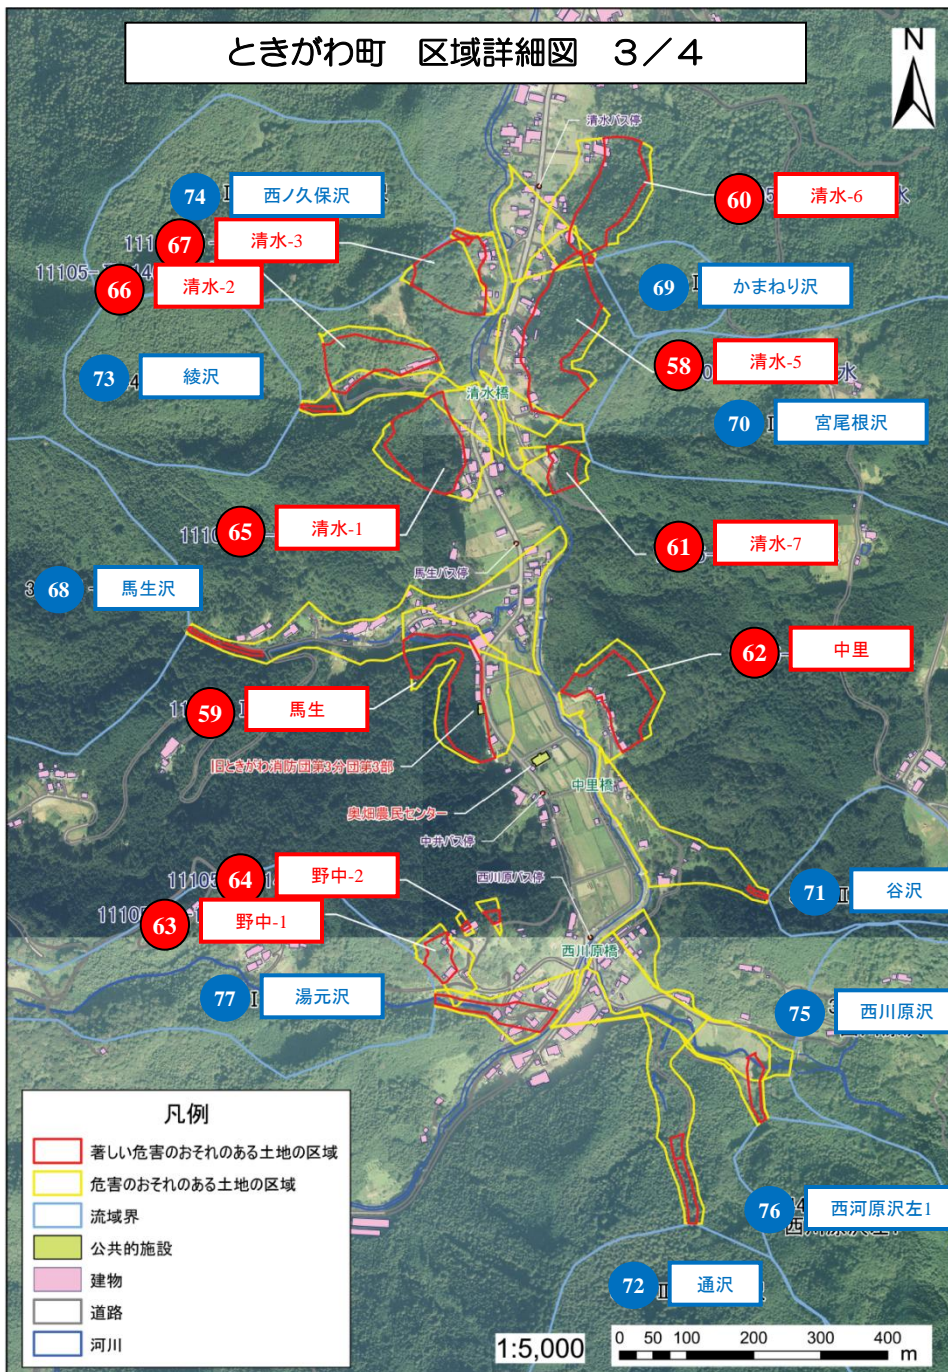 ときがわ町 区域詳細図 3/4
N
清水バス停
74 西ノ久保沢
60 清水-6
67 清水-3
66 清水-2
69 かまねり沢
73 綾沢
58 清水-5
清水橋
70 宮尾根沢
65 清水-1
61 清水-7
馬生バス停
68 馬生沢
62 中里
59 馬生
旧ときがわ消防団第3分団第3部
奥畑農民センター
中里橋
中井バス停
64 野中-2
西川原バス停
71 谷沢
63 野中-1
西川原橋
77 湯元沢
75 西川原沢
76 西河原沢左1
72 通沢
凡例
著しい危害のおそれのある土地の区域
危害のおそれのある土地の区域
流域界
公共的施設
建物
道路
河川
1:5,000
0 50 100 200 300 400
m